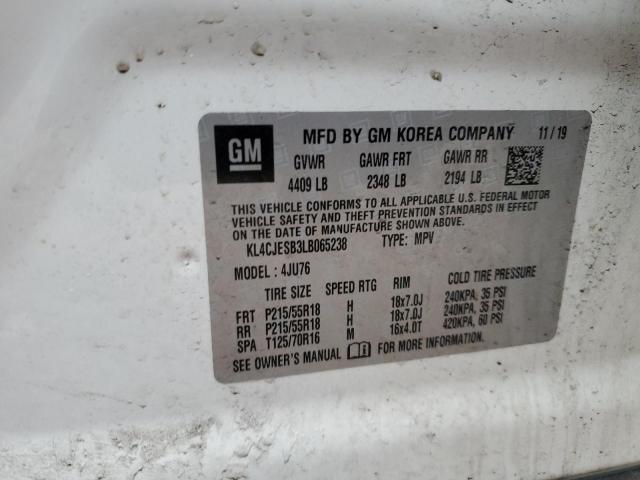 GM
MFD BY GM KOREA COMPANY 11/19
GVWR GAWR FRT GAWR RR
4409 LB 2348 LB 2194 LB
THIS VEHICLE CONFORMS TO ALL APPLICABLE U.S. FEDERAL MOTOR
VEHICLE SAFETY AND THEFT PREVENTION STANDARDS IN EFFECT
ON THE DATE OF MANUFACTURE SHOWN ABOVE.
KL4CJESB3LB065238 TYPE: MPV
MODEL: 4JU76
TIRE SIZE SPEED RTG RIM COLD TIRE PRESSURE
FRT P215/55R18 H 18x7.0J 240KPA, 35 PSI
RR P215/55R18 H 18x7.0J 240KPA, 35 PSI
SPA T125/70R16 M 16x4.0T 420KPA, 60 PSI
SEE OWNER'S MANUAL FOR MORE INFORMATION.